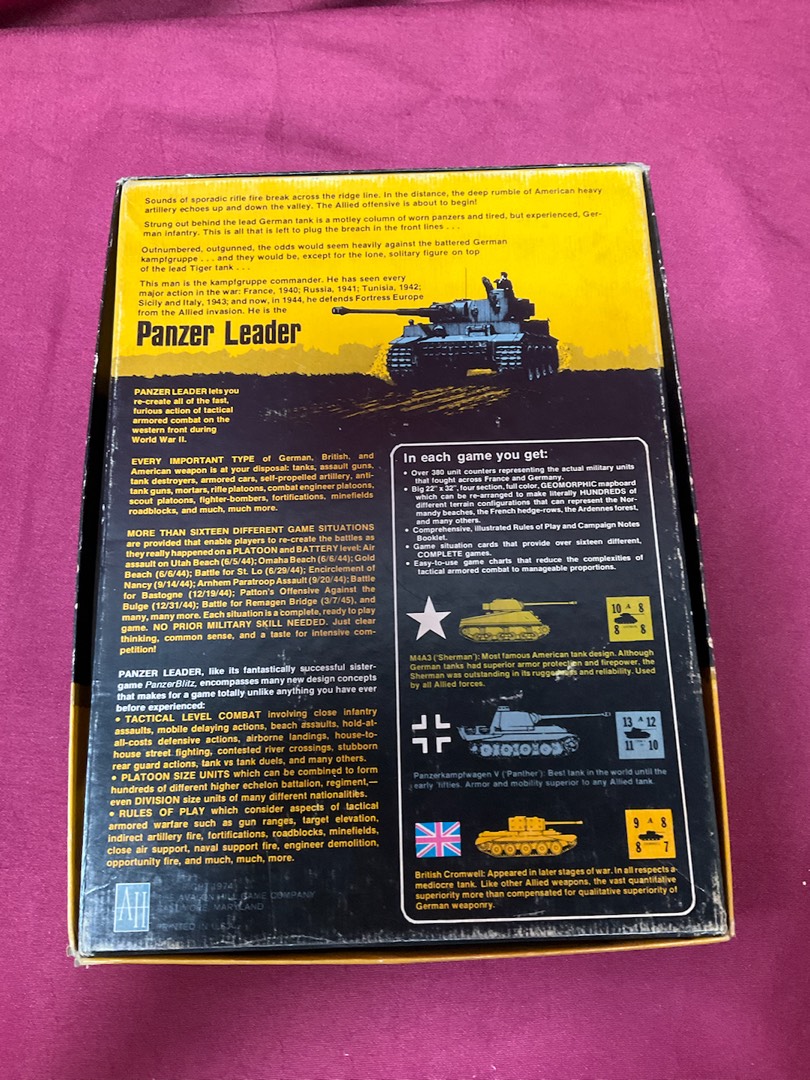 Sounds of sporadic rifle fire break across the ridge line. In the distance, the deep rumble of American heavy
artillery echoes up and down the valley. The Allied offensive is about to begin!
Strung out behind the lead German tank is a motley column of worn panzers and tired, but experienced, Ger-
man infantry. This is all that is left to plug the breach in the front lines . . .
Outnumbered, outgunned, the odds would seem heavily against the battered German
kampfgruppe . . . and they would be, except for the lone, solitary figure on top
of the lead Tiger tank . . .
This man is the kampfgruppe commander. He has seen every
major action in the war: France, 1940; Russia, 1941; Tunisia, 1942;
Sicily and Italy, 1943; and now, in 1944, he defends Fortress Europe
from the Allied invasion. He is the
Panzer Leader
PANZER LEADER lets you
re-create all of the fast,
furious action of tactical
armored combat on the
western front during
World War II.
EVERY IMPORTANT TYPE of German, British, and
American weapon is at your disposal: tanks, assault guns,
tank destroyers, armored cars, self-propelled artillery, anti-
tank guns, mortars, rifle platoons, combat engineer platoons,
scout platoons, fighter-bombers, fortifications, minefields
roadblocks, and much, much more.
MORE THAN SIXTEEN DIFFERENT GAME SITUATIONS
are provided that enable players to re-create the battles as
they really happened on a PLATOON and BATTERY level: Air
assault on Utah Beach (6/5/44); Omaha Beach (6/6/44); Gold
Beach (6/6/44); Battle for St. Lo (6/29/44); Encirclement of
Nancy (9/14/44); Arnhem Paratroop Assault (9/20/44); Battle
for Bastogne (12/19/44); Patton's Offensive Against the
Bulge (12/31/44); Battle for Remagen Bridge (3/7/45), and
many, many more. Each situation is a complete, ready to play
game. NO PRIOR MILITARY SKILL NEEDED. Just clear
thinking, common sense, and a taste for intensive com-
petition!
PANZER LEADER, like its fantastically successful sister-
game PanzerBlitz, encompasses many new design concepts
that makes for a game totally unlike anything you have ever
before experienced:
• TACTICAL LEVEL COMBAT involving close infantry
assaults, mobile delaying actions, beach assaults, hold-at-
all-costs defensive actions, airborne landings, house-to-
house street fighting, contested river crossings, stubborn
rear guard actions, tank vs tank duels, and many others.
• PLATOON SIZE UNITS which can be combined to form
hundreds of different higher echelon battalion, regiment,—
even DIVISION size units of many different nationalities.
• RULES OF PLAY which consider aspects of tactical
armored warfare such as gun ranges, target elevation,
indirect artillery fire, fortifications, roadblocks, minefields,
close air support, naval support fire, engineer demolition,
opportunity fire, and much, much, more.
AH
GAME COMPANY
MARYLAND
PRINTED IN U.S.A.
In each game you get:
• Over 380 unit counters representing the actual military units
that fought across France and Germany.
• Big 22" x 32", four section, full color, GEOMORPHIC mapboard
which can be re-arranged to make literally HUNDREDS of
different terrain configurations that can represent the Nor-
mandy beaches, the French hedge-rows, the Ardennes forest,
and many others.
• Comprehensive, illustrated Rules of Play and Campaign Notes
Booklet.
• Game situation cards that provide over sixteen different,
COMPLETE games.
• Easy-to-use game charts that reduce the complexities of
tactical armored combat to manageable proportions.
10 A 8
8 8
M4A3 ('Sherman'): Most famous American tank design. Although
German tanks had superior armor protection and firepower, the
Sherman was outstanding in its ruggedness and reliability. Used
by all Allied forces.
13 A 12
11 10
Panzerkampfwagen V ('Panther'): Best tank in the world until the
early 'fifties. Armor and mobility superior to any Allied tank.
9 A 8
8 7
British Cromwell: Appeared in later stages of war. In all respects a
mediocre tank. Like other Allied weapons, the vast quantitative
superiority more than compensated for qualitative superiority of
German weaponry.